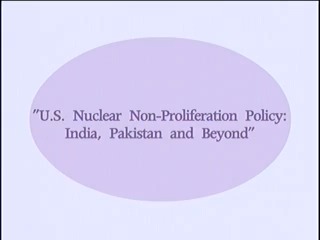 "U.S. Nuclear Non-Proliferation Policy:
India, Pakistan and Beyond"